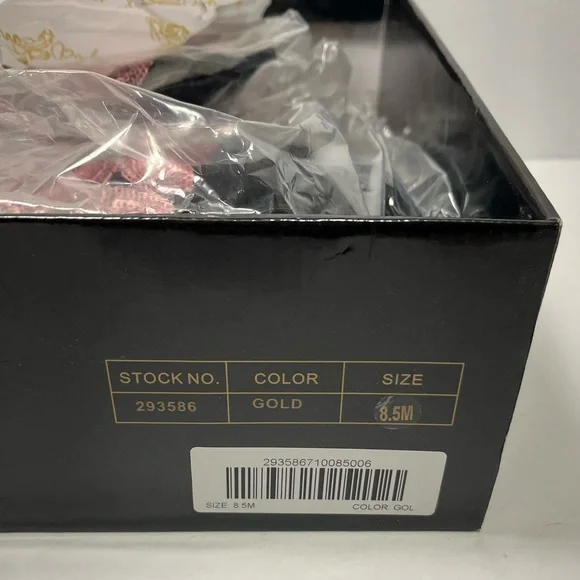 STOCK NO. COLOR SIZE
293586 GOLD 8.5M
293586710085006
SIZE 8.5M COLOR GOL